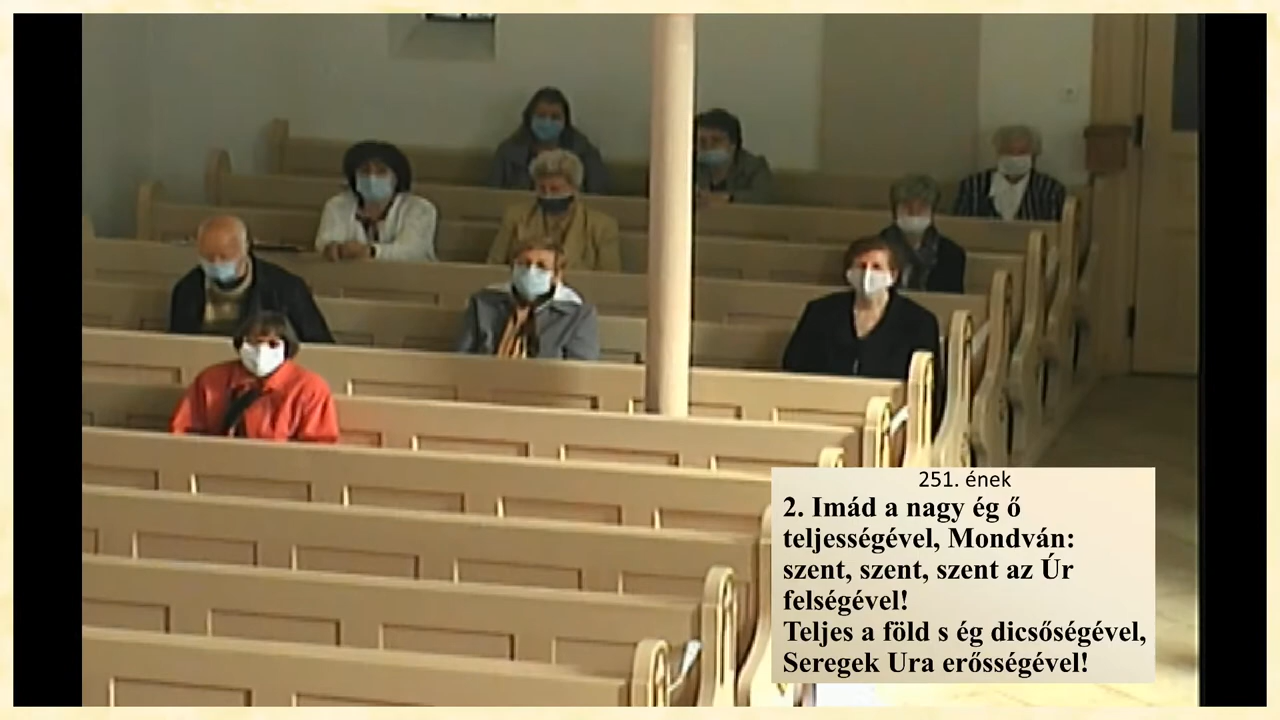 251. ének
2. Imád a nagy ég ő
teljességével, Mondván:
szent, szent, szent az Úr
felségével!
Teljes a föld s ég dicsőségével,
Seregek Ura erősségével!